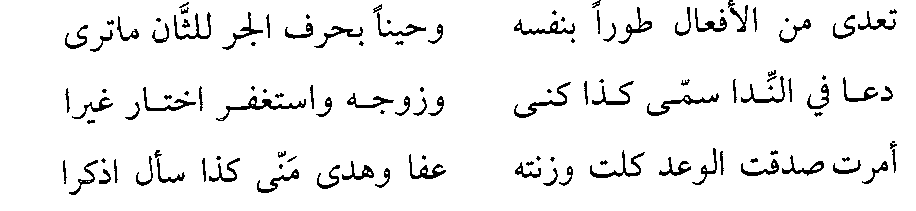 تعدى من الأفعال طوراً بنفسه وحيناً بحرف الجر للثَّان ماترى
دعا في النِّدا سمّى كذا كنى وزوجه واستغفر اختار غيرا
أمرت صدقت الوعد كلت وزنته عفا وهدى مَنّى كذا سأل اذكرا